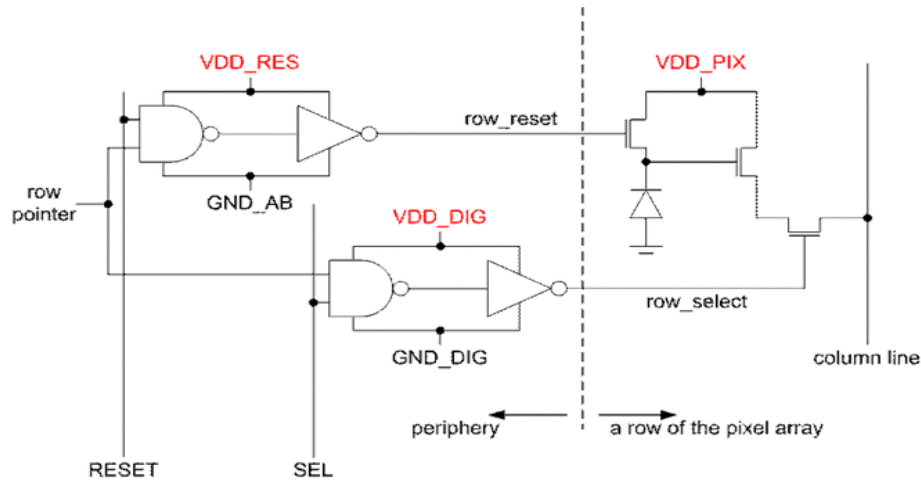 VDD_RES
VDD_PIX
row_reset
row
pointer
GND_AB
VDD_DIG
row_select
GND_DIG
column line
periphery
a row of the pixel array
RESET
SEL